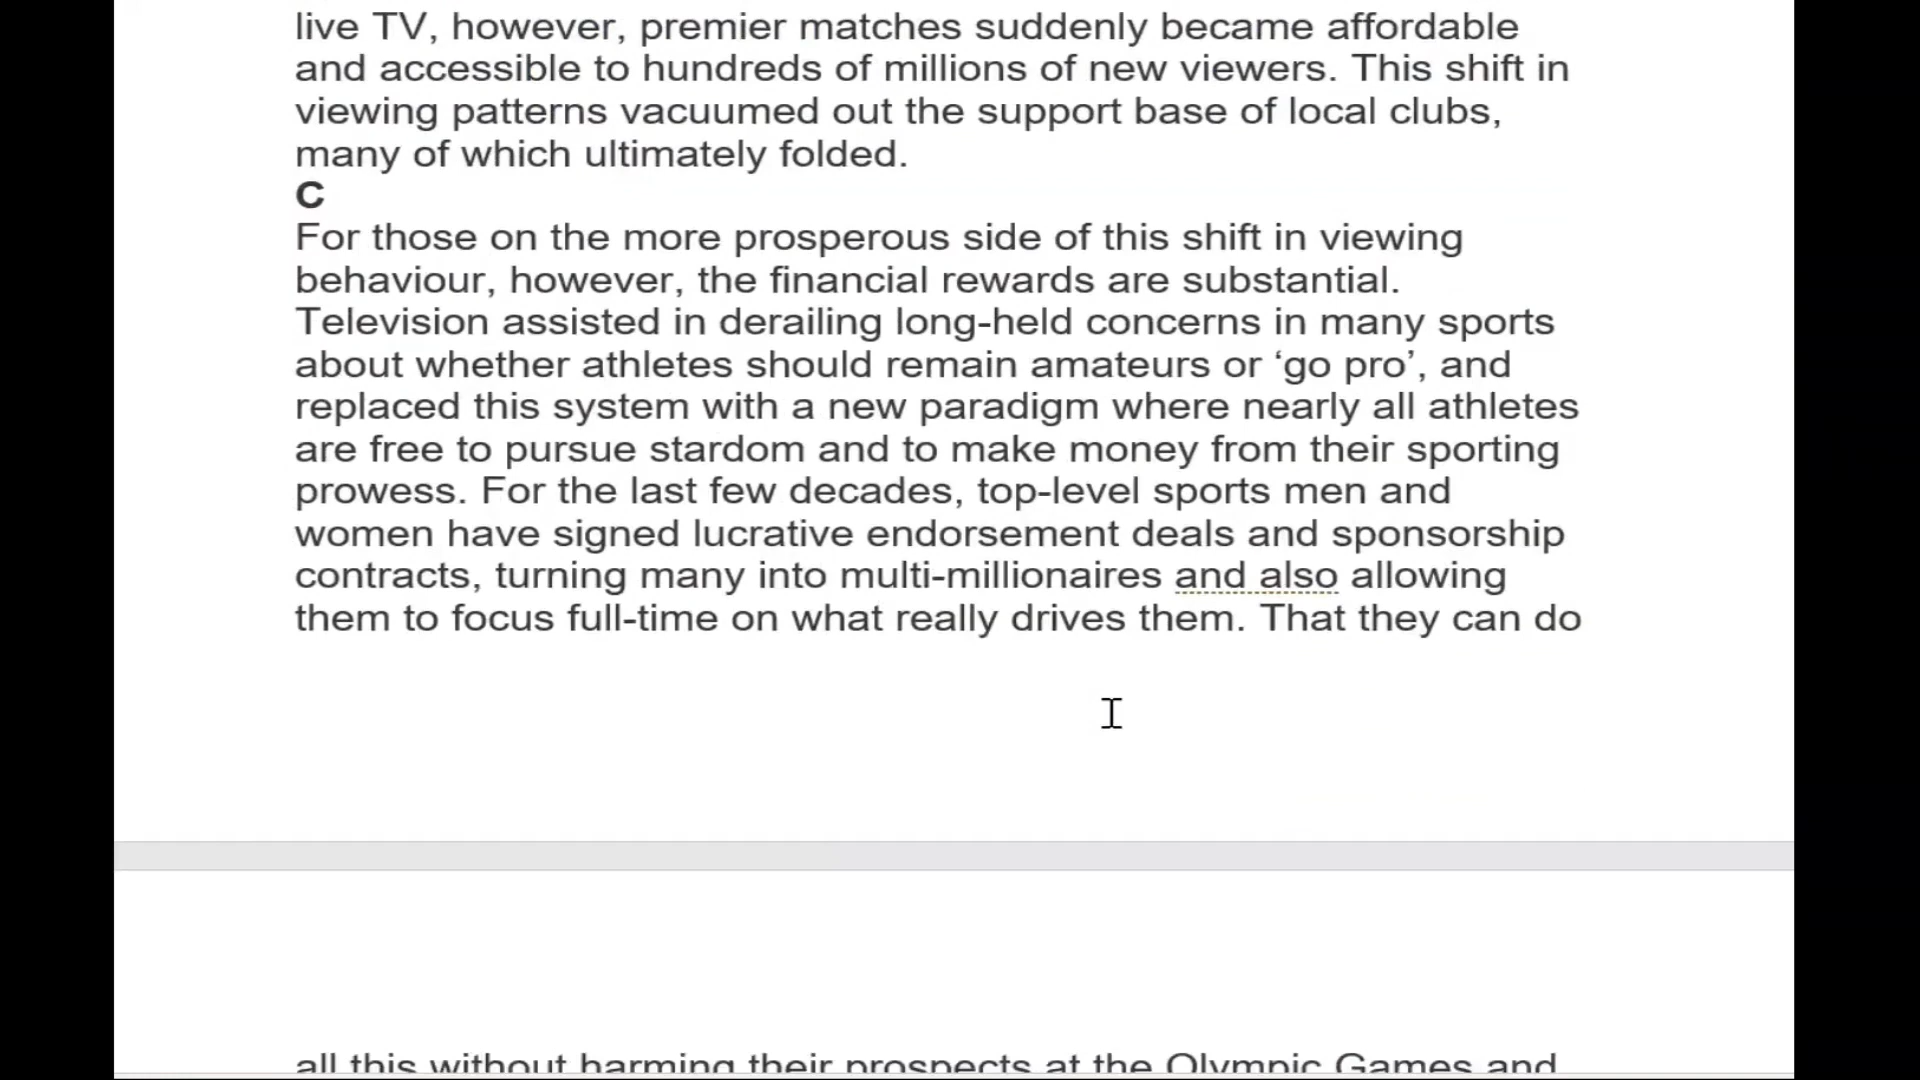 live TV, however, premier matches suddenly became affordable
and accessible to hundreds of millions of new viewers. This shift in
viewing patterns vacuumed out the support base of local clubs,
many of which ultimately folded.
C
For those on the more prosperous side of this shift in viewing
behaviour, however, the financial rewards are substantial.
Television assisted in derailing long-held concerns in many sports
about whether athletes should remain amateurs or ‘go pro’, and
replaced this system with a new paradigm where nearly all athletes
are free to pursue stardom and to make money from their sporting
prowess. For the last few decades, top-level sports men and
women have signed lucrative endorsement deals and sponsorship
contracts, turning many into multi-millionaires and also allowing
them to focus full-time on what really drives them. That they can do
all this without harming their prospects at the Olympic Games and